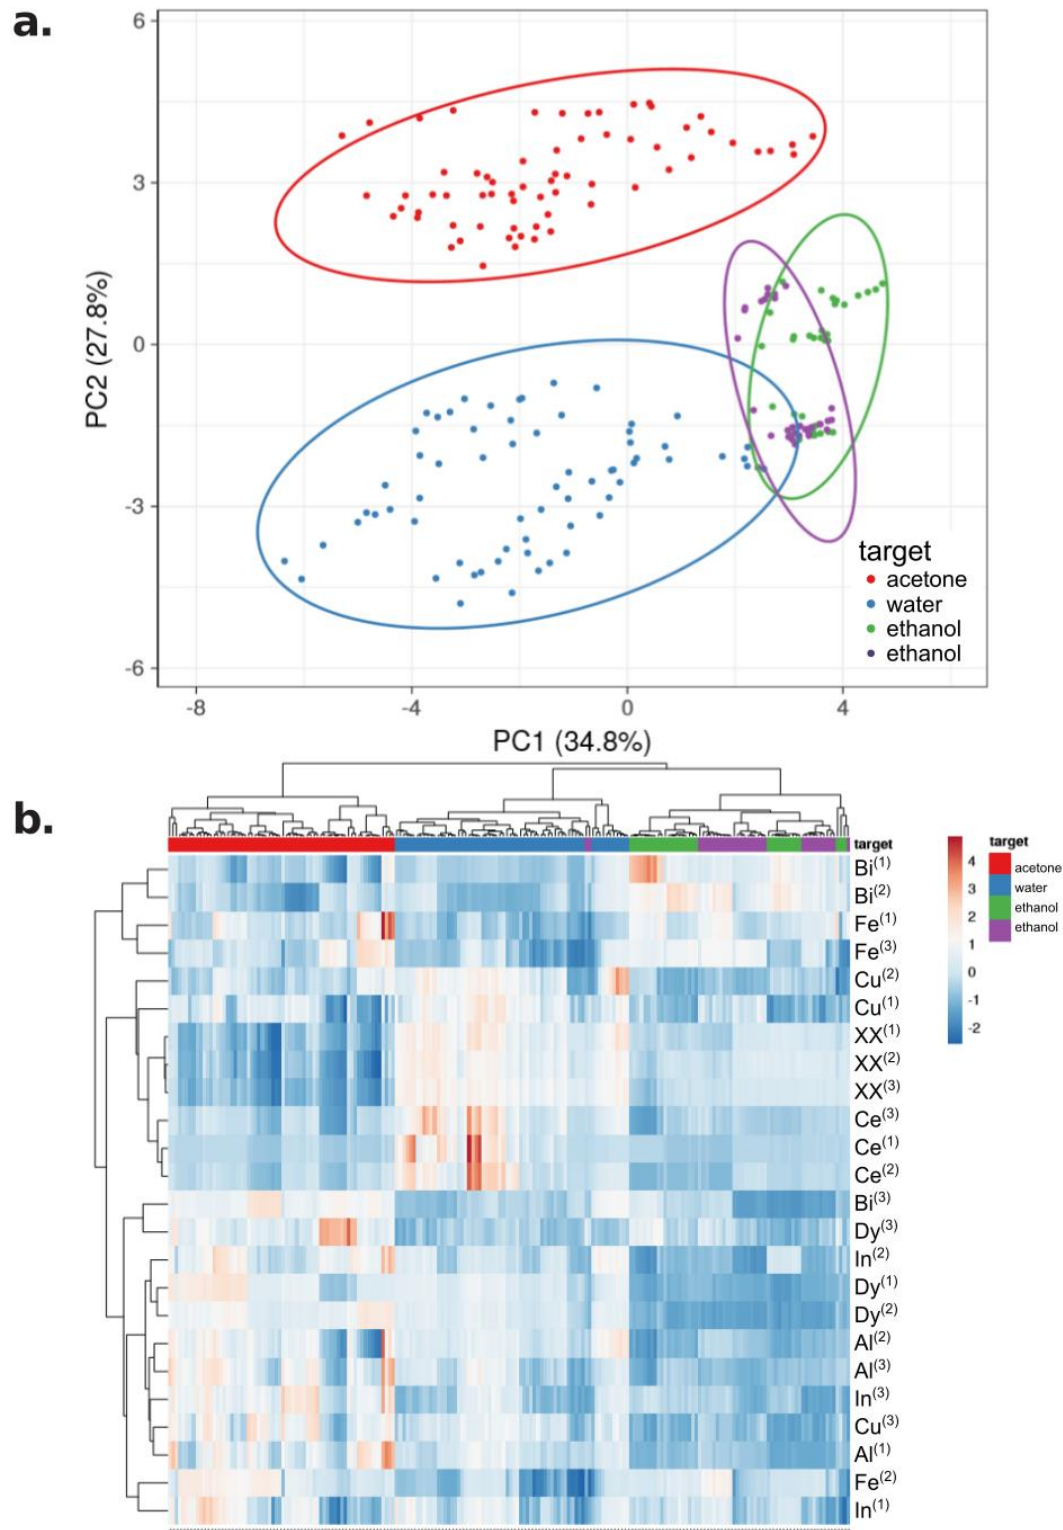 a.
6
3
0
-3
-6
PC2 (27.8%)
target
acetone
water
ethanol
ethanol
-8 -4 0 4
PC1 (34.8%)
b.
target
Bi(1)
Bi(2)
Fe(1)
Fe(3)
Cu(2)
Cu(1)
XX(1)
XX(2)
XX(3)
Ce(3)
Ce(1)
Ce(2)
Bi(3)
Dy(3)
In(2)
Dy(1)
Dy(2)
Al(2)
Al(3)
In(3)
Cu(3)
Al(1)
Fe(2)
In(1)
4
3
2
1
0
-1
-2
target
acetone
water
ethanol
ethanol